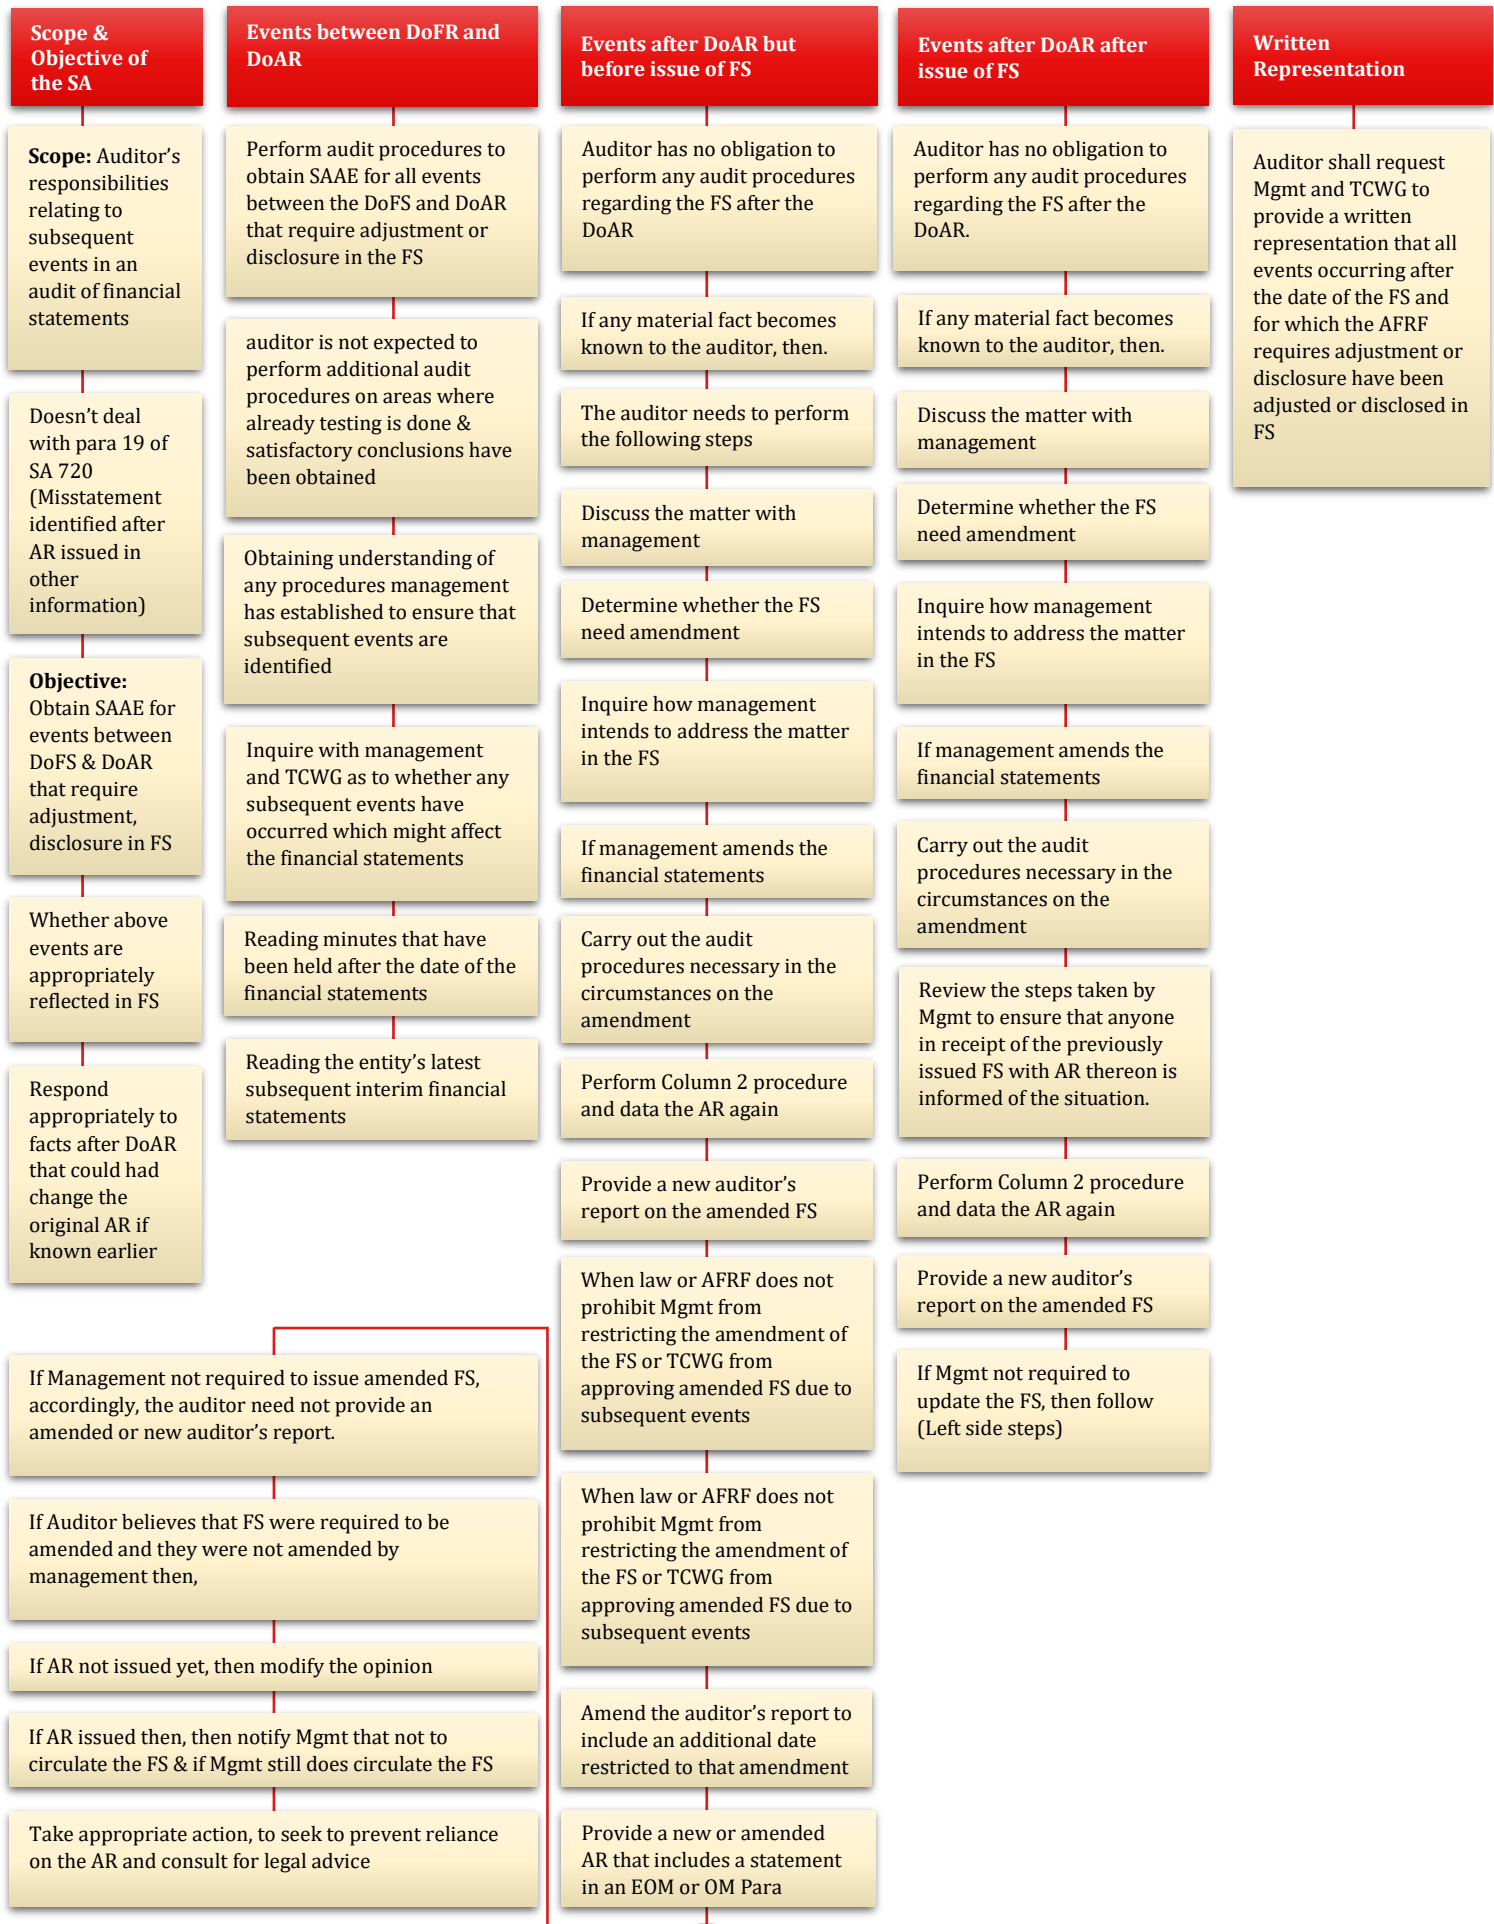 Scope &
Objective of
the SA
Scope: Auditor's
responsibilities
relating to
subsequent
events in an
audit of financial
statements
Doesn't deal
with para 19 of
SA 720
(Misstatement
identified after
AR issued in
other
information)
Objective:
Obtain SAAE for
events between
DoFS & DoAR
that require
adjustment,
disclosure in FS
Whether above
events are
appropriately
reflected in FS
Respond
appropriately to
facts after DoAR
that could had
change the
original AR if
known earlier
Events between DoFR and
DoAR
Perform audit procedures to
obtain SAAE for all events
between the DoFS and DoAR
that require adjustment or
disclosure in the FS
auditor is not expected to
perform additional audit
procedures on areas where
already testing is done &
satisfactory conclusions have
been obtained
Obtaining understanding of
any procedures management
has established to ensure that
subsequent events are
identified
Inquire with management
and TCWG as to whether any
subsequent events have
occurred which might affect
the financial statements
Reading minutes that have
been held after the date of the
financial statements
Reading the entity's latest
subsequent interim financial
statements
Events after DoAR but
before issue of FS
Auditor has no obligation to
perform any audit procedures
regarding the FS after the
DoAR
If any material fact becomes
known to the auditor, then.
The auditor needs to perform
the following steps
Discuss the matter with
management
Determine whether the FS
need amendment
Inquire how management
intends to address the matter
in the FS
If management amends the
financial statements
Carry out the audit
procedures necessary in the
circumstances on the
amendment
Perform Column 2 procedure
and data the AR again
Provide a new auditor's
report on the amended FS
When law or AFRF does not
prohibit Mgmt from
restricting the amendment of
the FS or TCWG from
approving amended FS due to
subsequent events
When law or AFRF does not
prohibit Mgmt from
restricting the amendment of
the FS or TCWG from
approving amended FS due to
subsequent events
Amend the auditor's report to
include an additional date
restricted to that amendment
Provide a new or amended
AR that includes a statement
in an EOM or OM Para
If Management not required to issue amended FS,
accordingly, the auditor need not provide an
amended or new auditor's report.
If Auditor believes that FS were required to be
amended and they were not amended by
management then,
If AR not issued yet, then modify the opinion
If AR issued then, then notify Mgmt that not to
circulate the FS & if Mgmt still does circulate the FS
Take appropriate action, to seek to prevent reliance
on the AR and consult for legal advice
Events after DoAR after
issue of FS
Auditor has no obligation to
perform any audit procedures
regarding the FS after the
DoAR.
If any material fact becomes
known to the auditor, then.
Discuss the matter with
management
Determine whether the FS
need amendment
Inquire how management
intends to address the matter
in the FS
If management amends the
financial statements
Carry out the audit
procedures necessary in the
circumstances on the
amendment
Review the steps taken by
Mgmt to ensure that anyone
in receipt of the previously
issued FS with AR thereon is
informed of the situation.
Perform Column 2 procedure
and data the AR again
Provide a new auditor's
report on the amended FS
If Mgmt not required to
update the FS, then follow
(Left side steps)
Written
Representation
Auditor shall request
Mgmt and TCWG to
provide a written
representation that all
events occurring after
the date of the FS and
for which the AFRF
requires adjustment or
disclosure have been
adjusted or disclosed in
FS